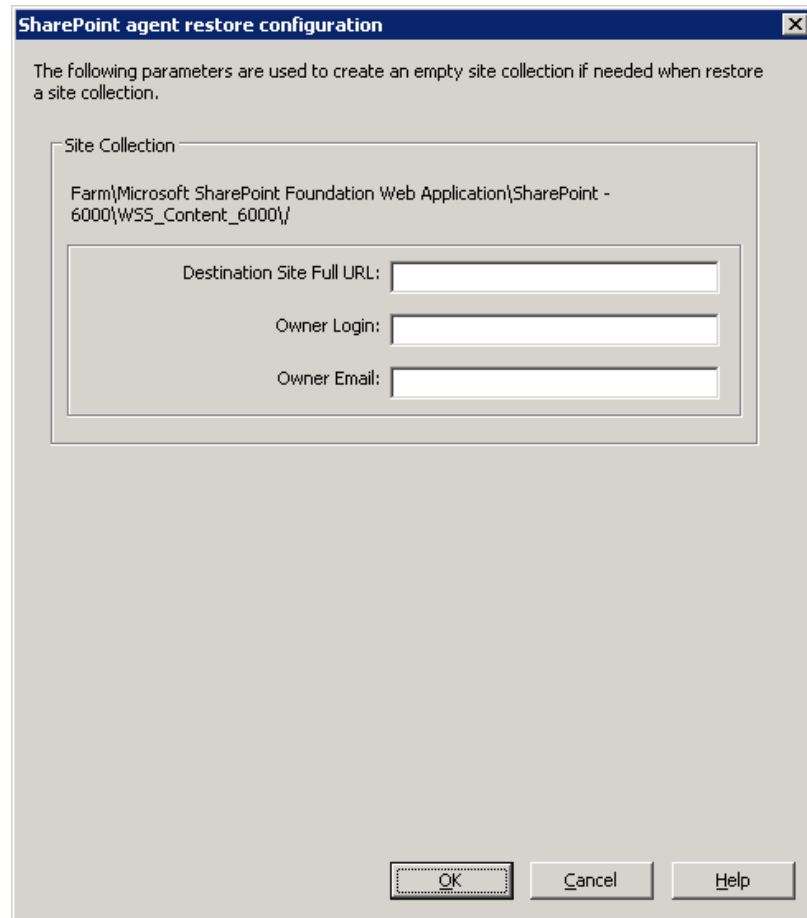 SharePoint agent restore configuration
The following parameters are used to create an empty site collection if needed when restore
a site collection.
Site Collection
Farm\Microsoft SharePoint Foundation Web Application\SharePoint -
6000\WSS_Content_6000\/
Destination Site Full URL:
Owner Login:
Owner Email:
OK
Cancel
Help